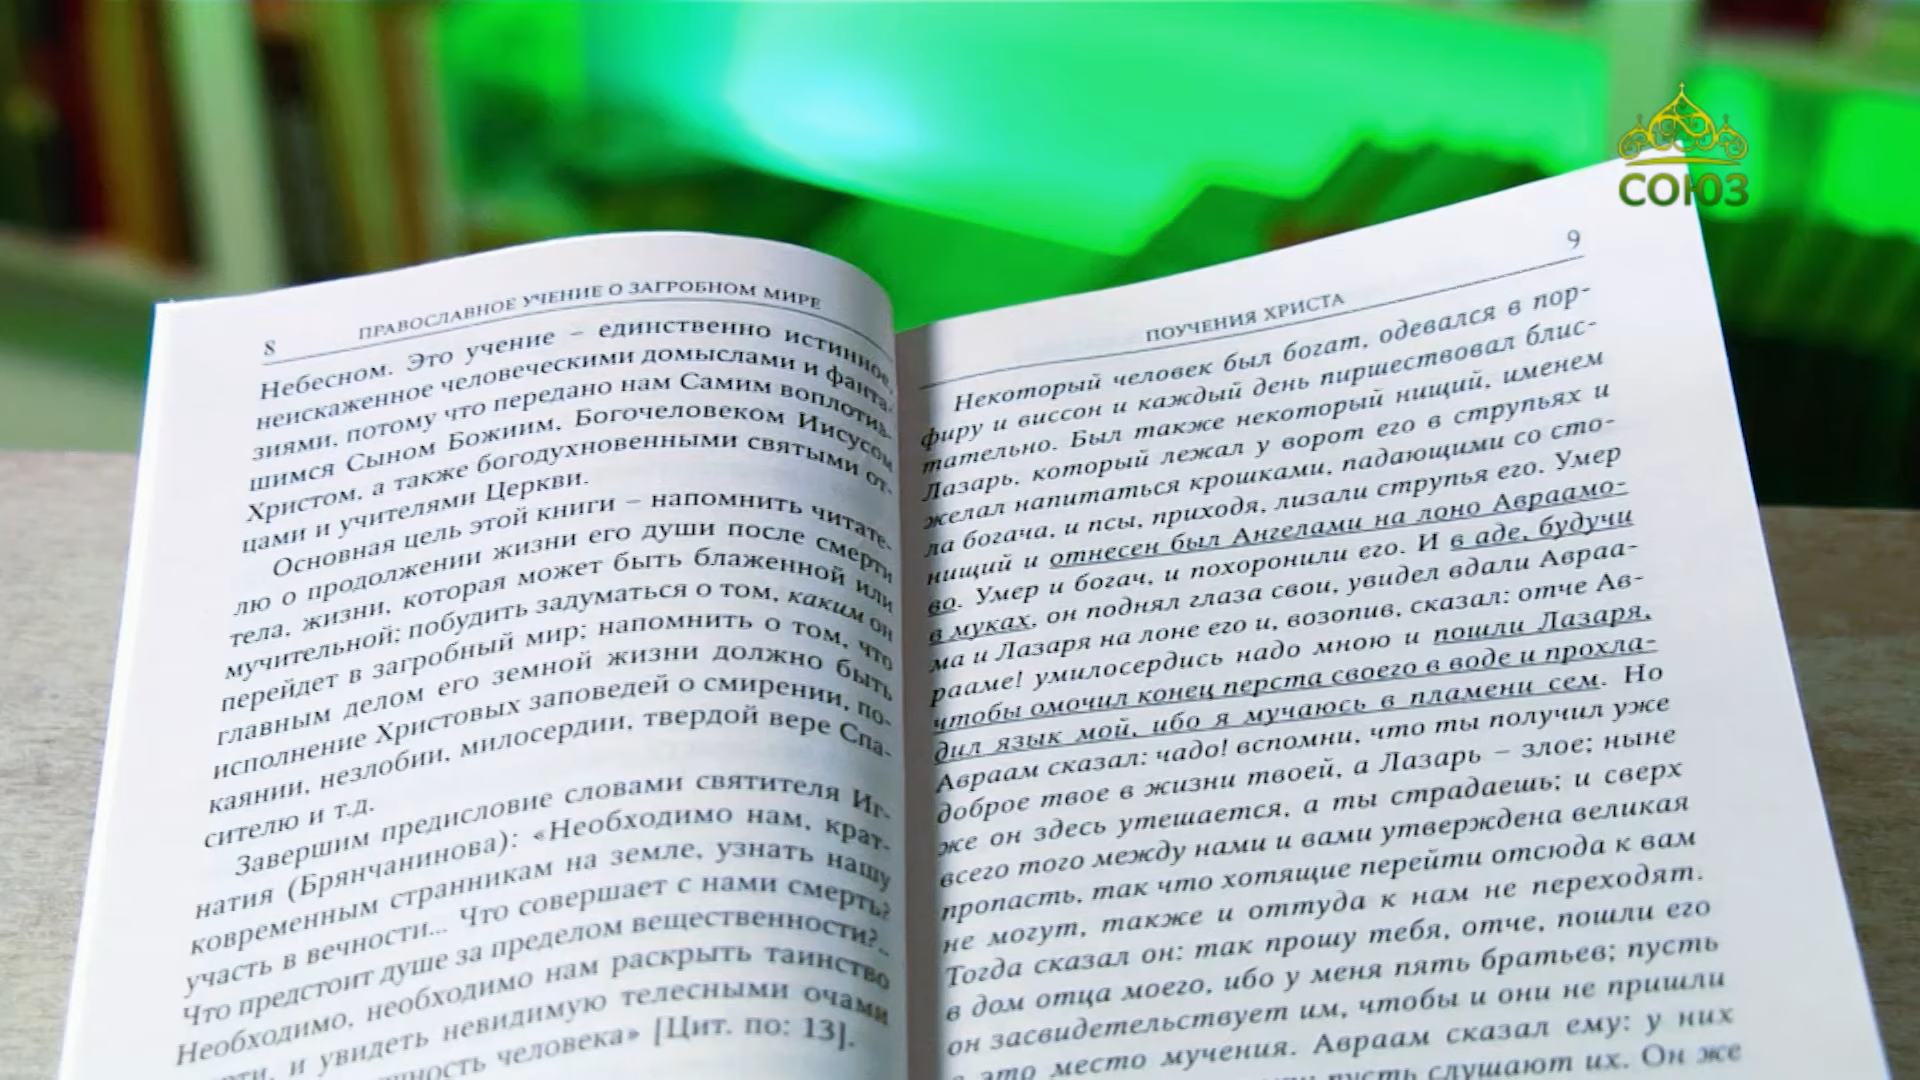 СОЮЗ
8
ПРАВОСЛАВНОЕ УЧЕНИЕ О ЗАГРОБНОМ МИРЕ
Небесном. Это учение – единственно истинное,
неискаженное человеческими домыслами и фанта-
зиями, потому что передано нам Самим воплотив-
шимся Сыном Божиим, Богочеловеком Иисусом
Христом, а также богодухновенными святыми от-
цами и учителями Церкви.
Основная цель этой книги – напомнить читате-
лю о продолжении жизни его души после смерти
тела, жизни, которая может быть блаженной или
мучительной; побудить задуматься о том, каким он
перейдет в загробный мир; напомнить о том, что
главным делом его земной жизни должно быть
исполнение Христовых заповедей о смирении, по-
каянии, незлобии, милосердии, твердой вере Спа-
сителю и т.д.
Завершим предисловие словами святителя Иг-
натия (Брянчанинова): «Необходимо нам, крат-
ковременным странникам на земле, узнать нашу
участь в вечности... Что совершает с нами смерть?
Что предстоит душе за пределом вещественности?..
Необходимо, необходимо нам раскрыть таинство
и увидеть невидимую телесными очами
человека» [Цит. по: 13].
9
ПОУЧЕНИЯ ХРИСТА
Некоторый человек был богат, одевался в пор-
фиру и виссон и каждый день пиршествовал блис-
тательно. Был также некоторый нищий, именем
Лазарь, который лежал у ворот его в струпьях и
желал напитаться крошками, падающими со сто-
ла богача, и псы, приходя, лизали струпья его. Умер
нищий и отнесен был Ангелами на лоно Авраамо-
во. Умер и богач, и похоронили его. И в аде, будучи
в муках, он поднял глаза свои, увидел вдали Авраа-
ма и Лазаря на лоне его и, возопив, сказал: отче Ав-
рааме! умилосердись надо мною и пошли Лазаря,
чтобы омочил конец перста своего в воде и прохла-
дил язык мой, ибо я мучаюсь в пламени сем. Но
Авраам сказал: чадо! вспомни, что ты получил уже
доброе твое в жизни твоей, а Лазарь – злое; ныне
же он здесь утешается, а ты страдаешь; и сверх
всего того между нами и вами утверждена великая
пропасть, так что хотящие перейти отсюда к вам
не могут, также и оттуда к нам не переходят.
Тогда сказал он: так прошу тебя, отче, пошли его
в дом отца моего, ибо у меня пять братьев; пусть
он засвидетельствует им, чтобы и они не пришли
в это место мучения. Авраам сказал ему: у них
пусть слушают их. Он же